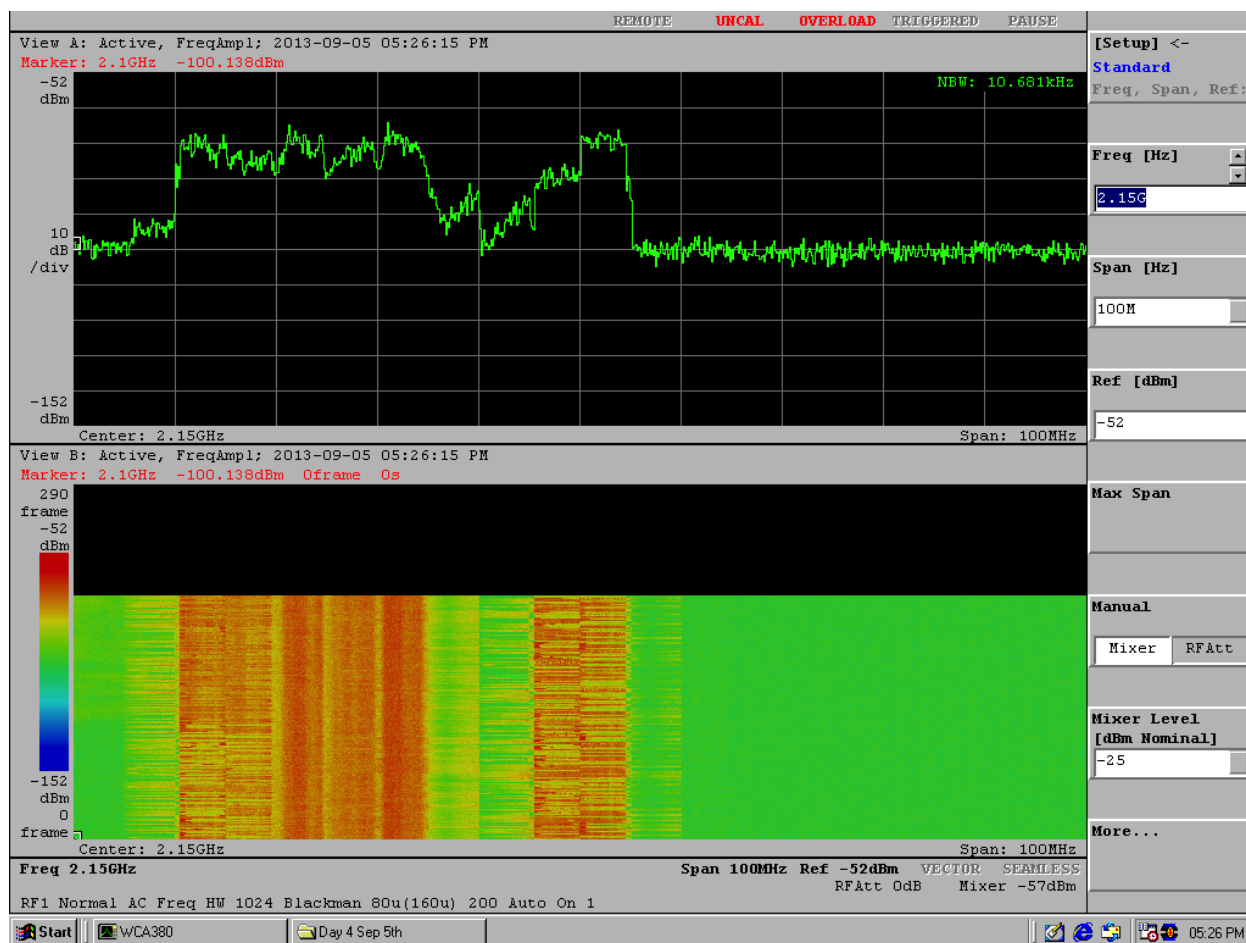 REMOTE UNCAL OVERLOAD TRIGGERED PAUSE
View A: Active, FreqAmpl; 2013-09-05 05:26:15 PM
Marker: 2.1GHz -100.138dBm
-52
dBm
NBW: 10.681kHz
10
dB
/div
-152
dBm
Center: 2.15GHz Span: 100MHz
View B: Active, FreqAmpl; 2013-09-05 05:26:15 PM
Marker: 2.1GHz -100.138dBm 0frame 0s
290
frame
-52
dBm
-152
dBm
0
frame
Center: 2.15GHz Span: 100MHz
Freq 2.15GHz Span 100MHz Ref -52dBm VECTOR SEAMLESS
RFAtt 0dB Mixer -57dBm
RF1 Normal AC Freq HW 1024 Blackman 80u(160u) 200 Auto On 1
[Setup] <-
Standard
Freq, Span, Ref:
Freq [Hz]
2.15G
Span [Hz]
100M
Ref [dBm]
-52
Max Span
Manual
Mixer RFAtt
Mixer Level
[dBm Nominal]
-25
More...
Start WCA380 Day 4 Sep 5th 05:26 PM